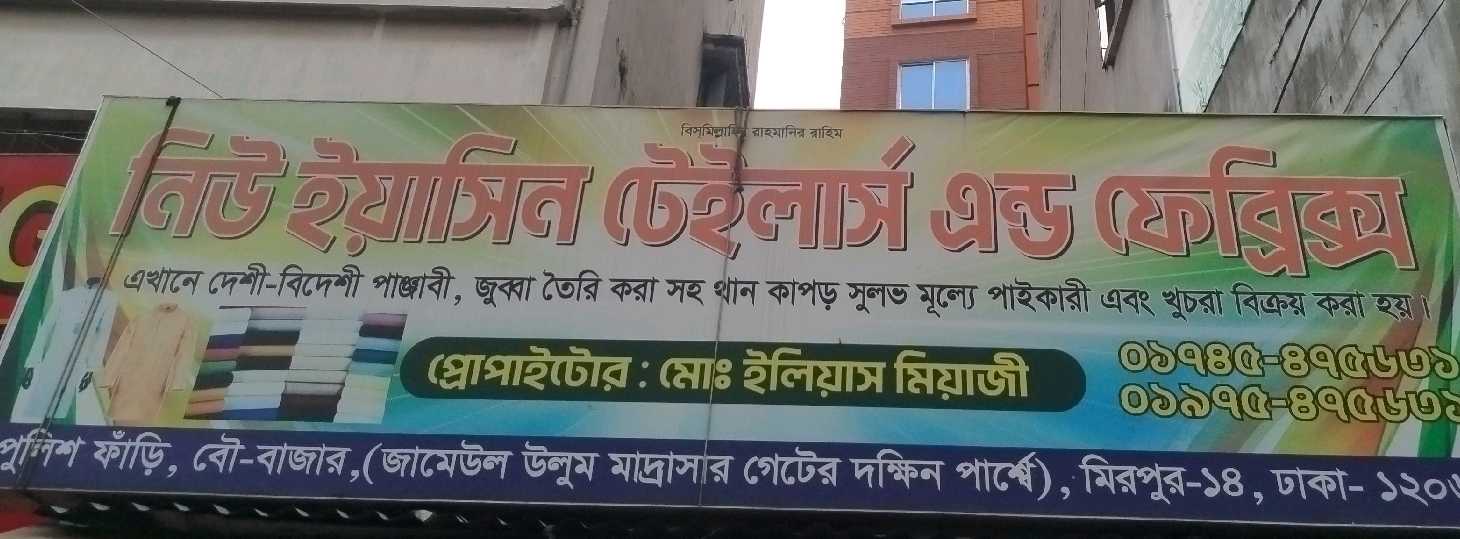 বিসমিল্লাহির রাহমানির রাহিম
নিউ ইয়াসিন টেইলার্স এন্ড ফেব্রিক্স
এখানে দেশী-বিদেশী পাঞ্জাবী, জুব্বা তৈরি করা সহ থান কাপড় সুলভ মূল্যে পাইকারী এবং খুচরা বিক্রয় করা হয়।
প্রোপাইটোর : মোঃ ইলিয়াস মিয়াজী
০১৭৪৫-৪৭৫৬৩১
০১৯৭৫-৪৭৫৬৩১
পুলিশ ফাঁড়ি, বৌ-বাজার,(জামেউল উলুম মাদ্রাসার গেটের দক্ষিন পার্শ্বে), মিরপুর-১৪, ঢাকা-